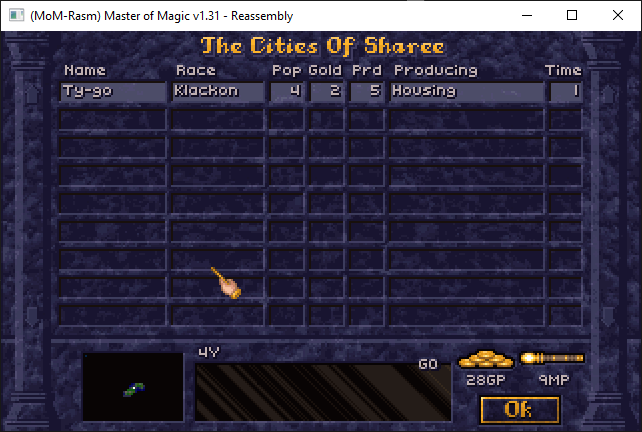 (MoM-Rasm) Master of Magic v1.31 - Reassembly
The Cities Of Sharee
Name Race Pop Gold Prd Producing Time
Ty-go Klackon 4 2 5 Housing 1
4Y
GO
28GP 9MP
Ok